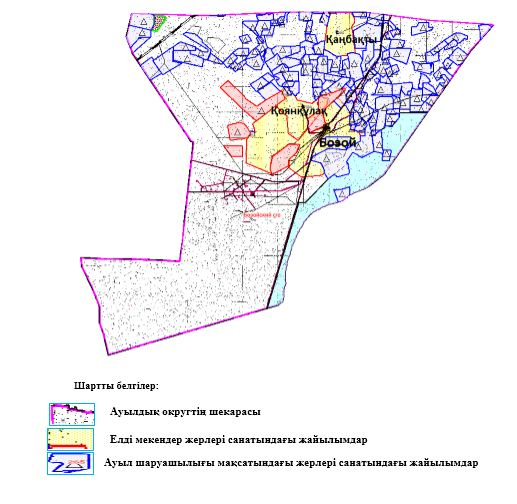 Қаңбақты
Қоянқұлақ
Бозой
Бозойский с/о
Шартты белгілер:
Ауылдық округтің шекарасы
Елді мекендер жерлері санатындағы жайылымдар
Ауыл шаруашылығы мақсатындағы жерлері санатындағы жайылымдар